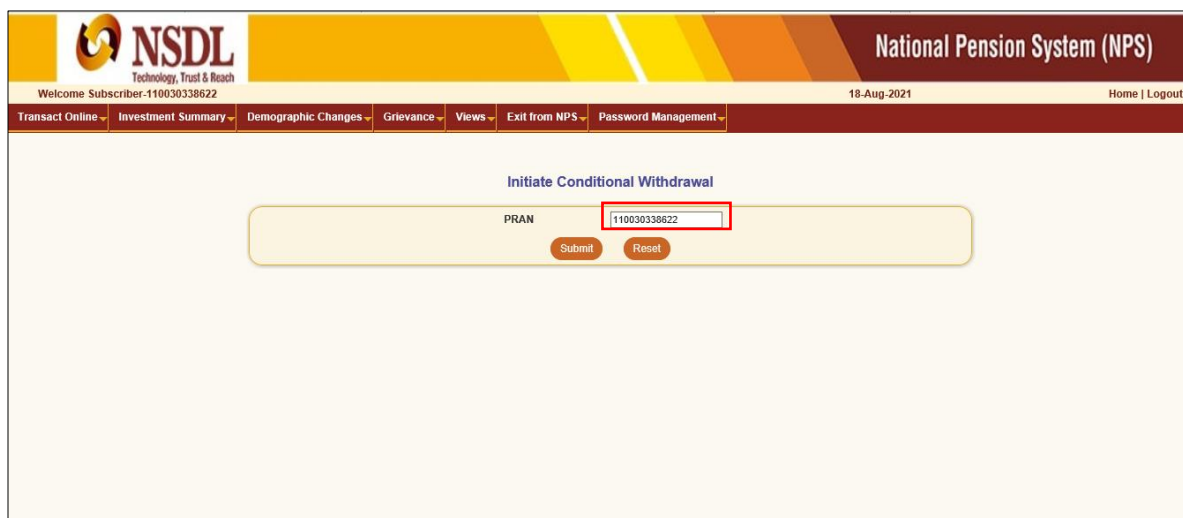 NSDL
Technology, Trust & Reach
National Pension System (NPS)
Welcome Subscriber-110030338622 18-Aug-2021 Home | Logout
Transact Online Investment Summary Demographic Changes Grievance Views Exit from NPS Password Management
Initiate Conditional Withdrawal
PRAN 110030338622
Submit Reset